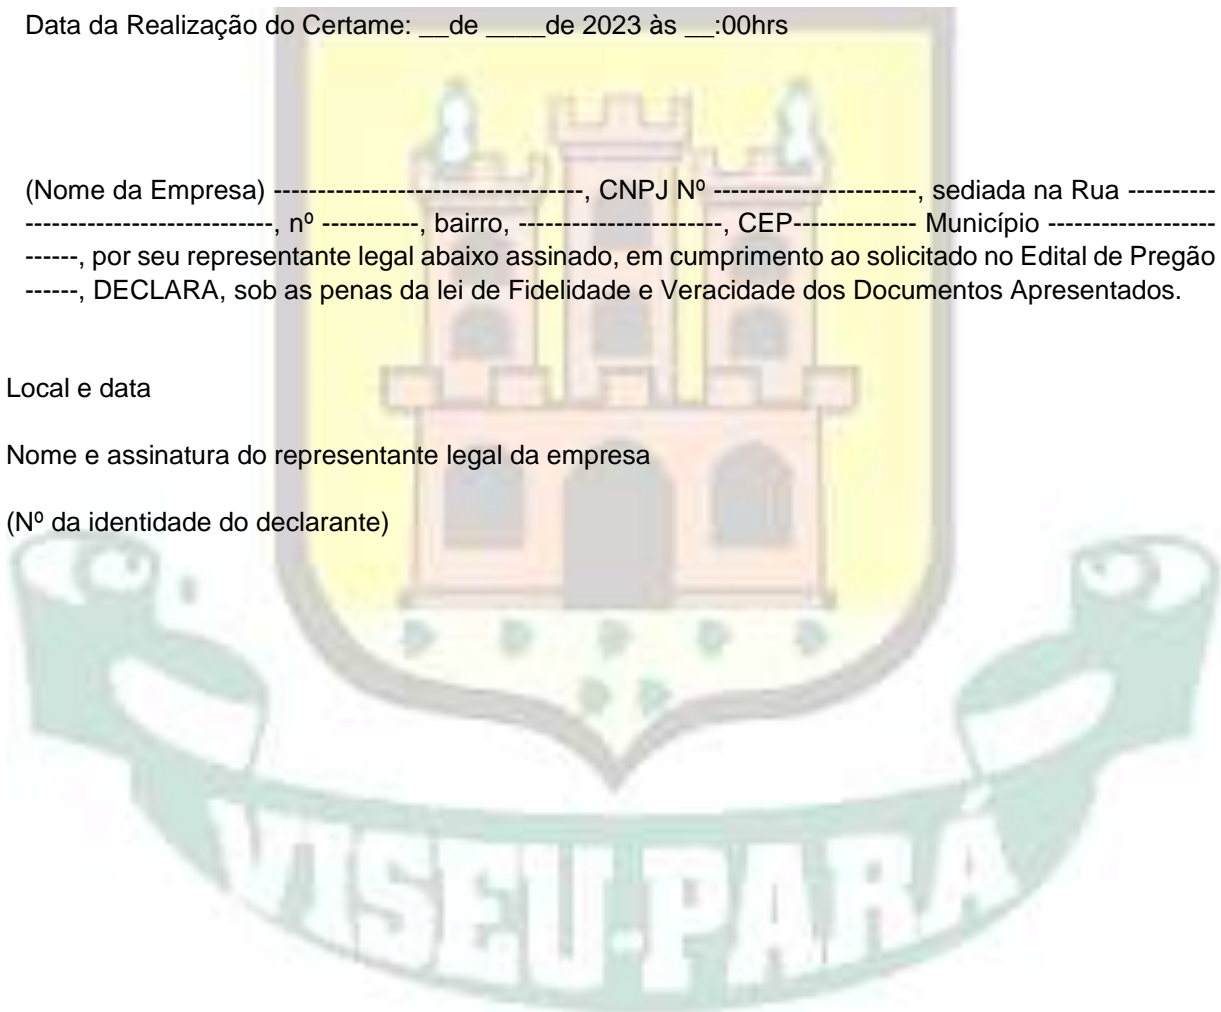 Data da Realização do Certame: __de ____de 2023 às __:00hrs
(Nome da Empresa) -----------------------------------, CNPJ Nº -----------------------, sediada na Rua ----------
----------------------------, nº -----------, bairro, -----------------------, CEP-------------- Município -------------------
------, por seu representante legal abaixo assinado, em cumprimento ao solicitado no Edital de Pregão
------, DECLARA, sob as penas da lei de Fidelidade e Veracidade dos Documentos Apresentados.
Local e data
Nome e assinatura do representante legal da empresa
(Nº da identidade do declarante)
VISEU-PARÁ